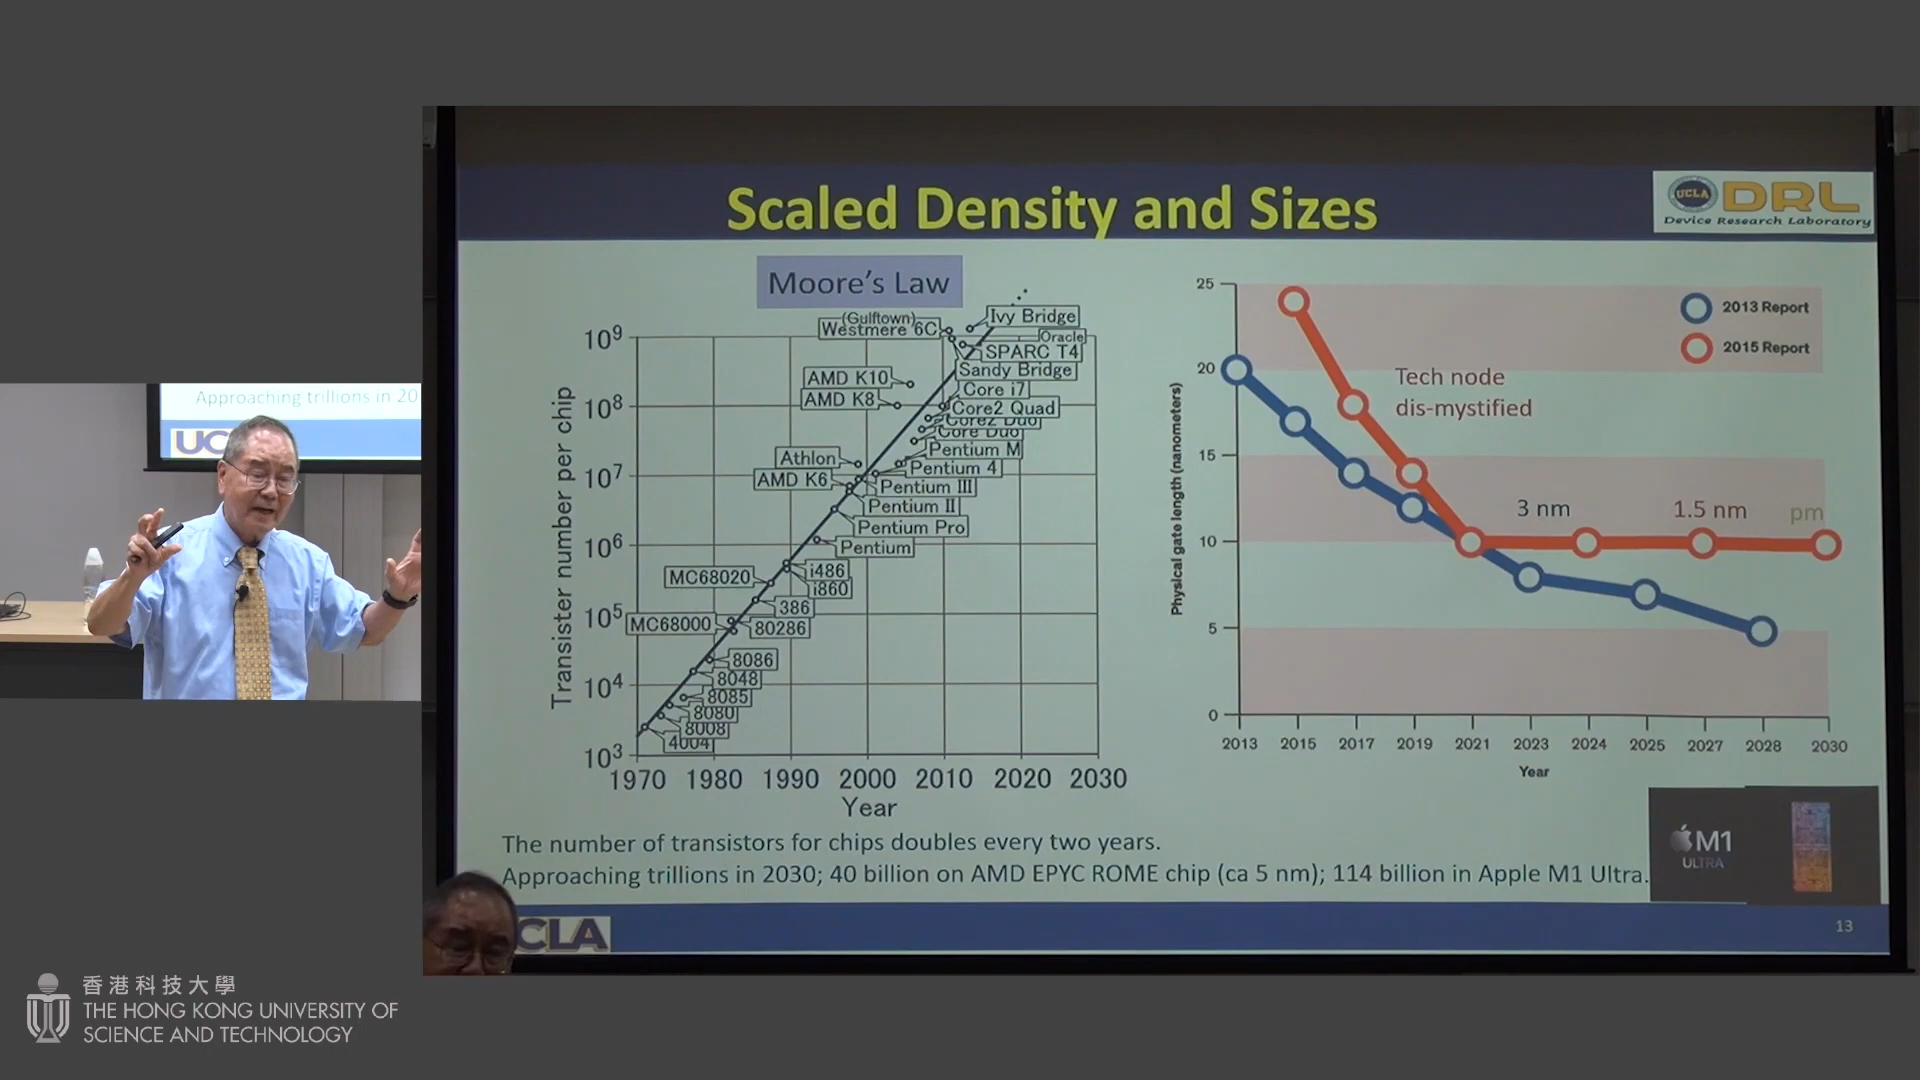 Scaled Density and Sizes
UCLA
DRL
Device Research Laboratory
Moore's Law
Transister number per chip
10⁹
10⁸
10⁷
10⁶
10⁵
10⁴
10³
1970 1980 1990 2000 2010 2020 2030
Year
(Gulftown)
Westmere 6C
Ivy Bridge
Oracle
SPARC T4
Sandy Bridge
AMD K10
Core i7
AMD K8
Core2 Quad
Core2 Duo
Core Duo
Athlon
Pentium M
Pentium 4
AMD K6
Pentium III
Pentium II
Pentium Pro
Pentium
MC68020
i486
i860
386
MC68000
80286
8086
8048
8085
8080
8008
4004
Physical gate length (nanometers)
25
20
15
10
5
0
2013 Report
2015 Report
Tech node
dis-mystified
3 nm
1.5 nm
pm
2013 2015 2017 2019 2021 2023 2024 2025 2027 2028 2030
Year
The number of transistors for chips doubles every two years.
Approaching trillions in 2030; 40 billion on AMD EPYC ROME chip (ca 5 nm); 114 billion in Apple M1 Ultra.
M1
ULTRA
CLA
13
Approaching trillions in 20
UC
香港科技大學
THE HONG KONG UNIVERSITY OF
SCIENCE AND TECHNOLOGY